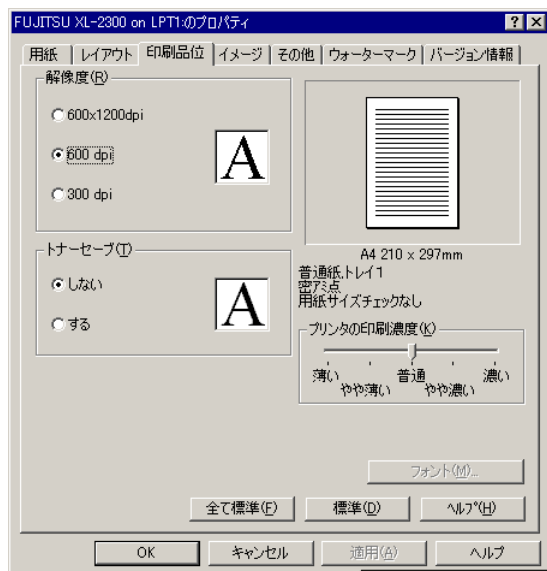 FUJITSU XL-2300 on LPT1:のプロパティ
用紙 レイアウト 印刷品位 イメージ その他 ウォーターマーク バージョン情報
解像度(R)
600x1200dpi
600 dpi
300 dpi
A
A4 210 x 297mm
普通紙,トレイ1
密アミ点
用紙サイズチェックなし
トナーセーブ(T)
しない
する
A
プリンタの印刷濃度(K)
薄い 普通 濃い
やや薄い やや濃い
フォント(M)...
全て標準(F) 標準(D) ヘルプ(H)
OK キャンセル 適用(A) ヘルプ